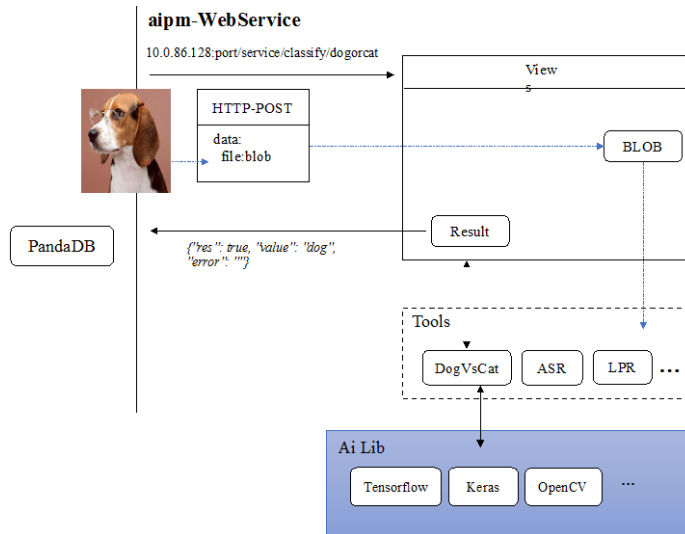 aipm-WebService
10.0.86.128:port/service/classify/dogorcat
Views
HTTP-POST
data:
file:blob
BLOB
PandaDB
Result
{"res": true, "value": "dog",
"error": ""}
Tools
DogVsCat
ASR
LPR
...
Ai Lib
Tensorflow
Keras
OpenCV
...